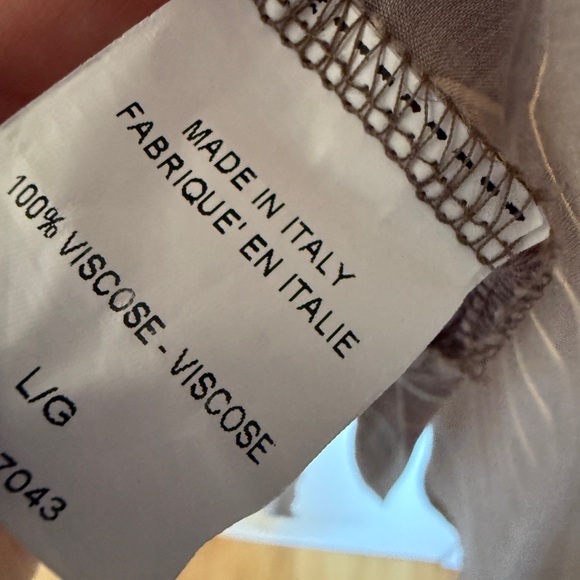 MADE IN ITALY
FABRIQUE' EN ITALIE
100% VISCOSE - VISCOSE
L/G
7043